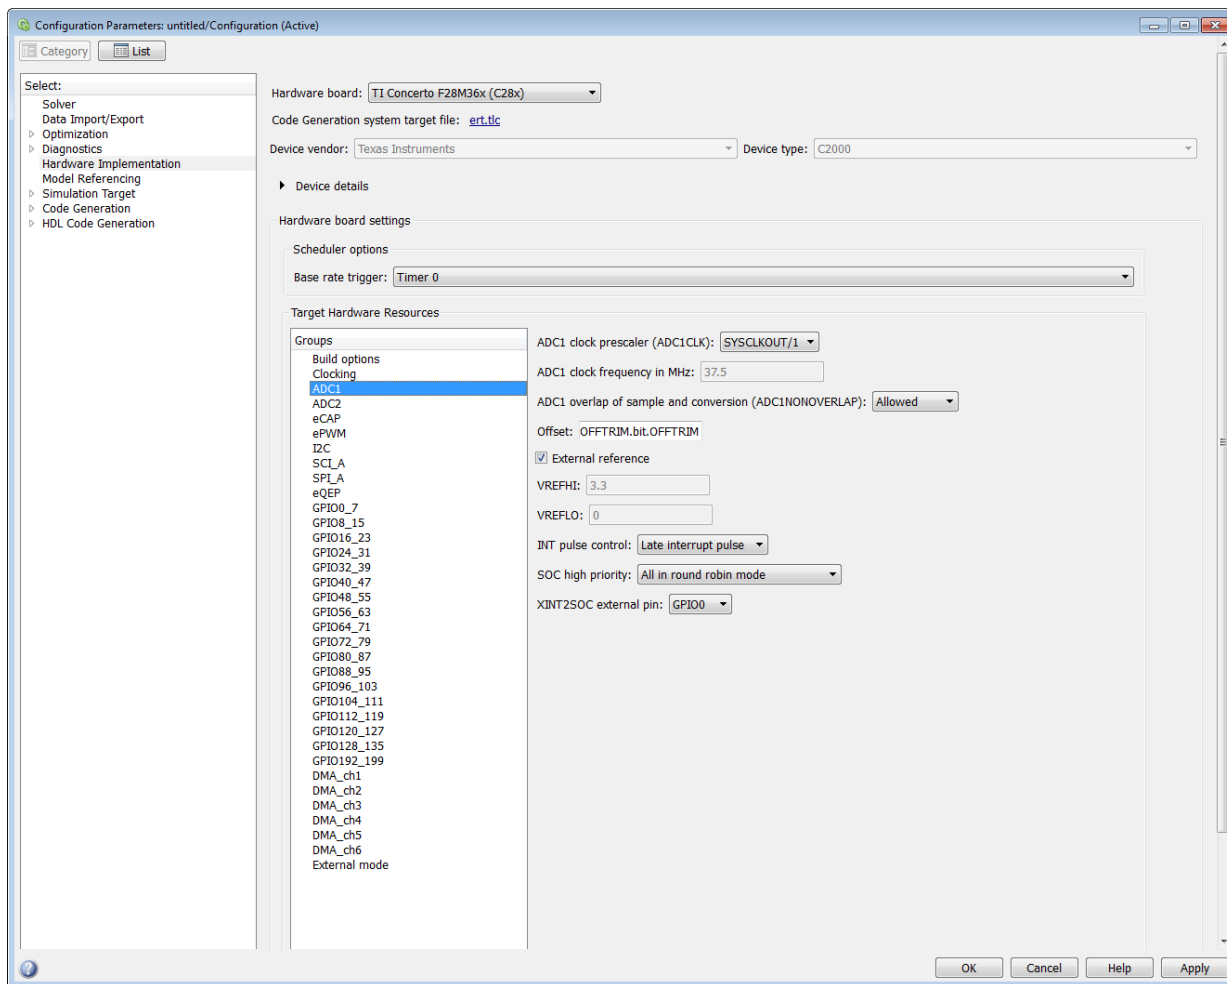 Configuration Parameters: untitled/Configuration (Active)
Category List
Select:
Solver
Data Import/Export
Optimization
Diagnostics
Hardware Implementation
Model Referencing
Simulation Target
Code Generation
HDL Code Generation
Hardware board: TI Concerto F28M36x (C28x)
Code Generation system target file: ert.tlc
Device vendor: Texas Instruments Device type: C2000
Device details
Hardware board settings
Scheduler options
Base rate trigger: Timer 0
Target Hardware Resources
Groups
Build options
Clocking
ADC1
ADC2
eCAP
ePWM
I2C
SCI_A
SPI_A
eQEP
GPIO0_7
GPIO8_15
GPIO16_23
GPIO24_31
GPIO32_39
GPIO40_47
GPIO48_55
GPIO56_63
GPIO64_71
GPIO72_79
GPIO80_87
GPIO88_95
GPIO96_103
GPIO104_111
GPIO112_119
GPIO120_127
GPIO128_135
GPIO192_199
DMA_ch1
DMA_ch2
DMA_ch3
DMA_ch4
DMA_ch5
DMA_ch6
External mode
ADC1 clock prescaler (ADC1CLK): SYSCLKOUT/1
ADC1 clock frequency in MHz: 37.5
ADC1 overlap of sample and conversion (ADC1NONOVERLAP): Allowed
Offset: OFFTRIM.bit.OFFTRIM
External reference
VREFHI: 3.3
VREFLO: 0
INT pulse control: Late interrupt pulse
SOC high priority: All in round robin mode
XINT2SOC external pin: GPIO0
OK Cancel Help Apply